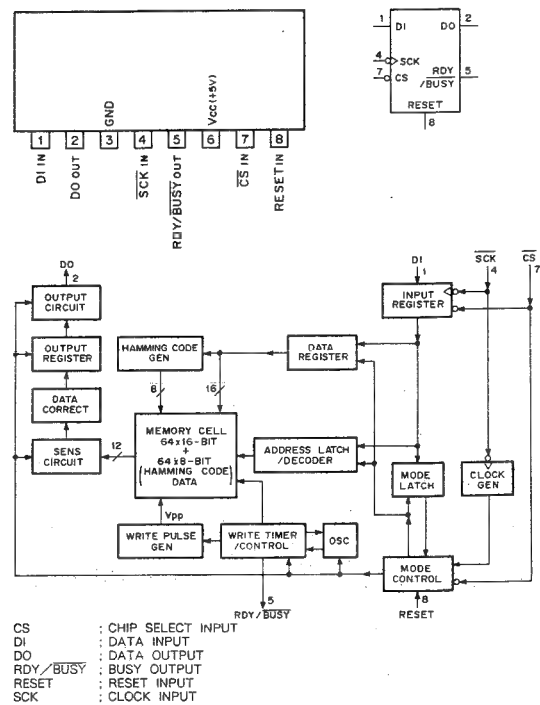 GND
Vcc(+5V)
1 2 3 4 5 6 7 8
DI IN
DO OUT
SCK IN
RDY/BUSY OUT
CS IN
RESET IN
1 DI DO 2
4 SCK
7 CS RDY 5
/BUSY
RESET
8
DO
2
DI
1
SCK
4
CS
7
OUTPUT
CIRCUIT
INPUT
REGISTER
OUTPUT
REGISTER
HAMMING CODE
GEN
DATA
REGISTER
8
16
DATA
CORRECT
MEMORY CELL
64x16-BIT
+
64x8-BIT
(HAMMING CODE
DATA)
SENS
CIRCUIT
12
ADDRESS LATCH
/DECODER
MODE
LATCH
CLOCK
GEN
Vpp
WRITE PULSE
GEN
WRITE TIMER
/CONTROL
OSC
MODE
CONTROL
5
RDY/BUSY
8
RESET
CS ; CHIP SELECT INPUT
DI ; DATA INPUT
DO ; DATA OUTPUT
RDY/BUSY ; BUSY OUTPUT
RESET ; RESET INPUT
SCK ; CLOCK INPUT